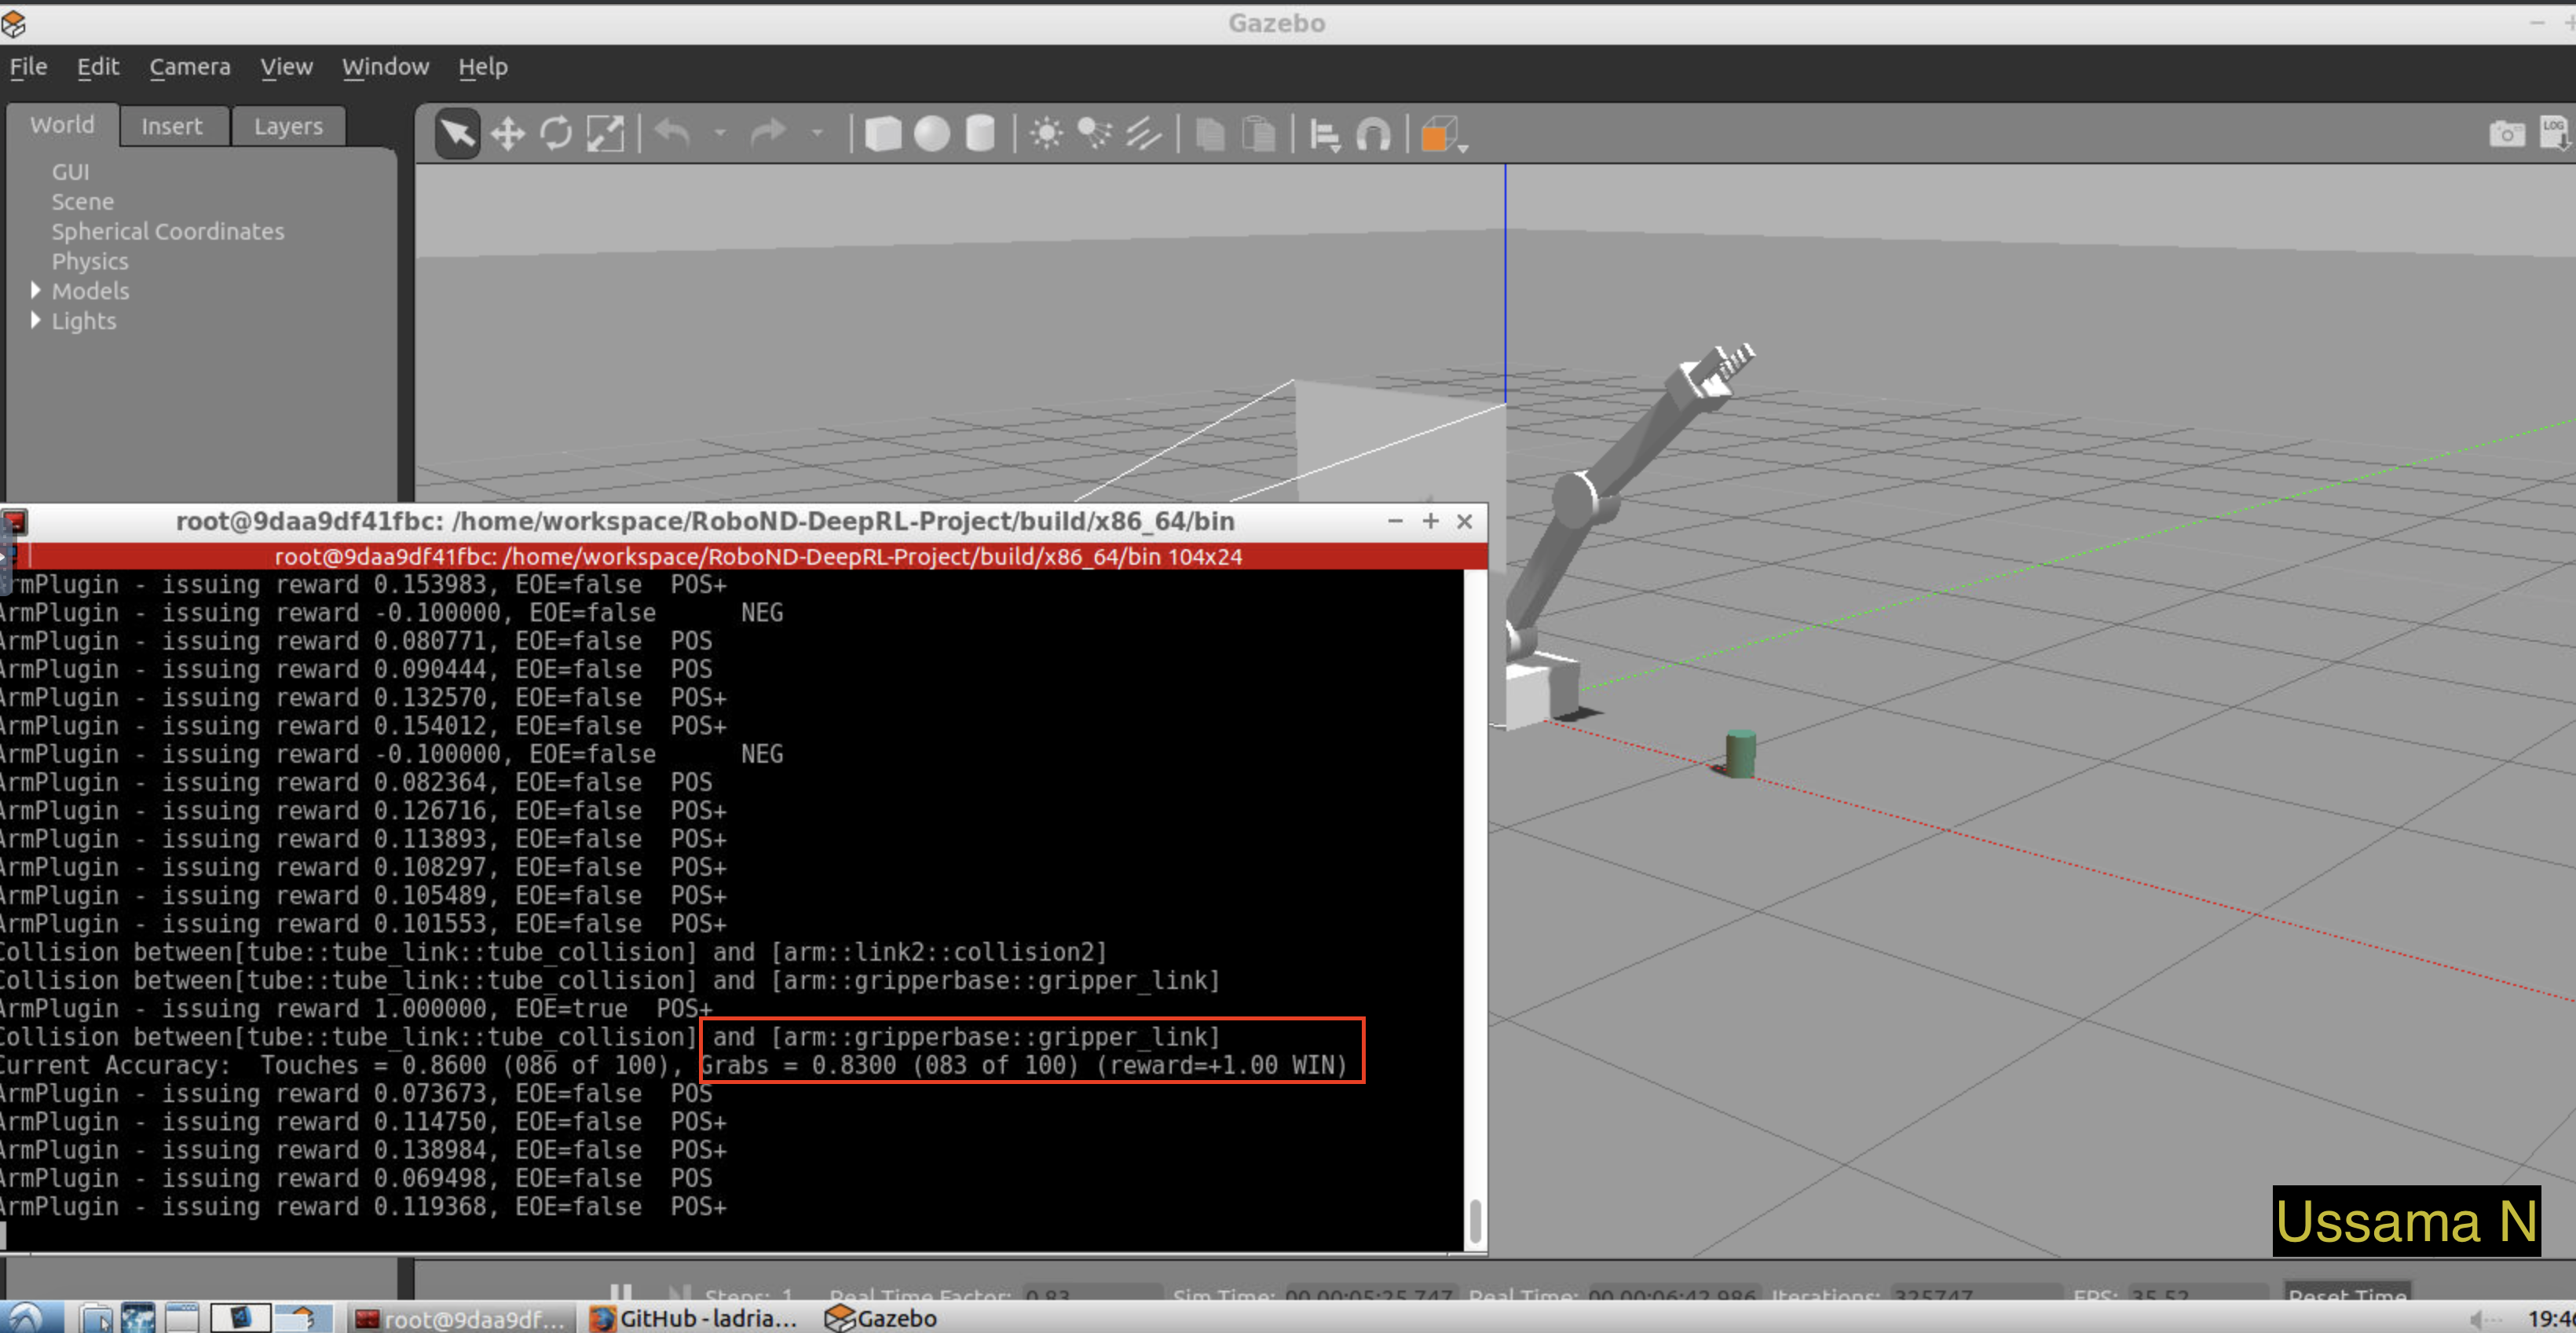 Gazebo
File Edit Camera View Window Help
World Insert Layers
LOG
GUI
Scene
Spherical Coordinates
Physics
Models
Lights
root@9daa9df41fbc: /home/workspace/RoboND-DeepRL-Project/build/x86_64/bin
root@9daa9df41fbc: /home/workspace/RoboND-DeepRL-Project/build/x86_64/bin 104x24
ArmPlugin - issuing reward 0.153983, EOE=false POS+
ArmPlugin - issuing reward -0.100000, EOE=false NEG
ArmPlugin - issuing reward 0.080771, EOE=false POS
ArmPlugin - issuing reward 0.090444, EOE=false POS
ArmPlugin - issuing reward 0.132570, EOE=false POS+
ArmPlugin - issuing reward 0.154012, EOE=false POS+
ArmPlugin - issuing reward -0.100000, EOE=false NEG
ArmPlugin - issuing reward 0.082364, EOE=false POS
ArmPlugin - issuing reward 0.126716, EOE=false POS+
ArmPlugin - issuing reward 0.113893, EOE=false POS+
ArmPlugin - issuing reward 0.108297, EOE=false POS+
ArmPlugin - issuing reward 0.105489, EOE=false POS+
ArmPlugin - issuing reward 0.101553, EOE=false POS+
Collision between[tube::tube_link::tube_collision] and [arm::link2::collision2]
Collision between[tube::tube_link::tube_collision] and [arm::gripperbase::gripper_link]
ArmPlugin - issuing reward 1.000000, EOE=true POS+
Collision between[tube::tube_link::tube_collision] and [arm::gripperbase::gripper_link]
Current Accuracy: Touches = 0.8600 (086 of 100), Grabs = 0.8300 (083 of 100) (reward=+1.00 WIN)
ArmPlugin - issuing reward 0.073673, EOE=false POS
ArmPlugin - issuing reward 0.114750, EOE=false POS+
ArmPlugin - issuing reward 0.138984, EOE=false POS+
ArmPlugin - issuing reward 0.069498, EOE=false POS
ArmPlugin - issuing reward 0.119368, EOE=false POS+
Ussama N
Steps: 1 Real Time Factor: 0.83 Sim Time: 00 00:05:25.747 Real Time: 00 00:06:42.986 Iterations: 325747 FPS: 35.52 Reset Time
root@9daa9df... GitHub - ladria... Gazebo